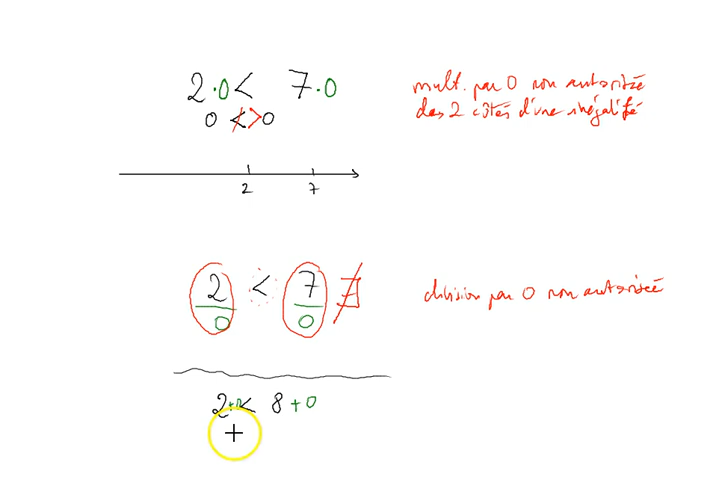 2·0 < 7·0
mult. par 0 non autorisée
des 2 côtés d'une inégalité
0 <> 0
2 7
2/0 < 7/0 ∄
division par 0 non autorisée
2+0 < 8+0